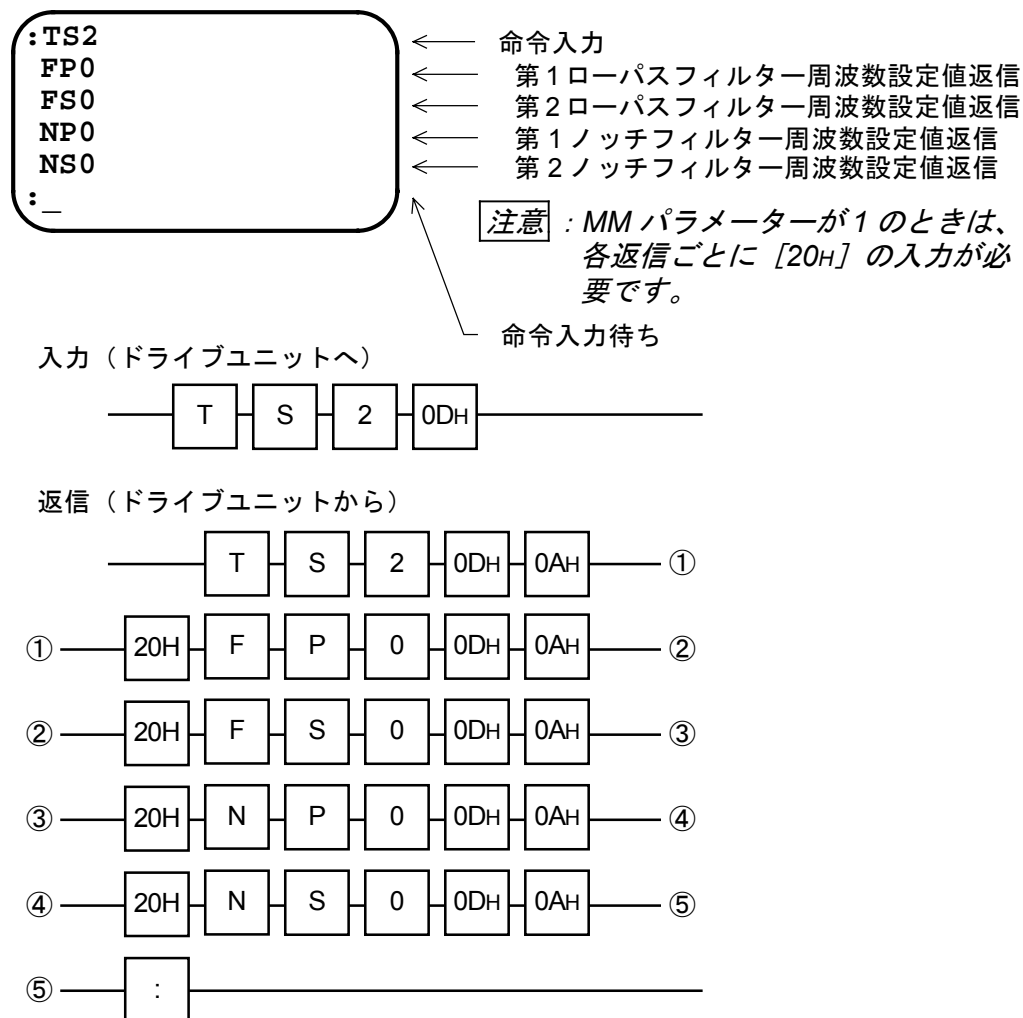 :TS2
命令入力
FP0
第1ローパスフィルター周波数設定値返信
FS0
第2ローパスフィルター周波数設定値返信
NP0
第1ノッチフィルター周波数設定値返信
NS0
第2ノッチフィルター周波数設定値返信
:_
注意 : MM パラメーターが 1 のときは、
各返信ごとに［20H］の入力が必
要です。
命令入力待ち
入力（ドライブユニットへ）
T S 2 0DH
返信（ドライブユニットから）
T S 2 0DH 0AH ①
① 20H F P 0 0DH 0AH ②
② 20H F S 0 0DH 0AH ③
③ 20H N P 0 0DH 0AH ④
④ 20H N S 0 0DH 0AH ⑤
⑤ :